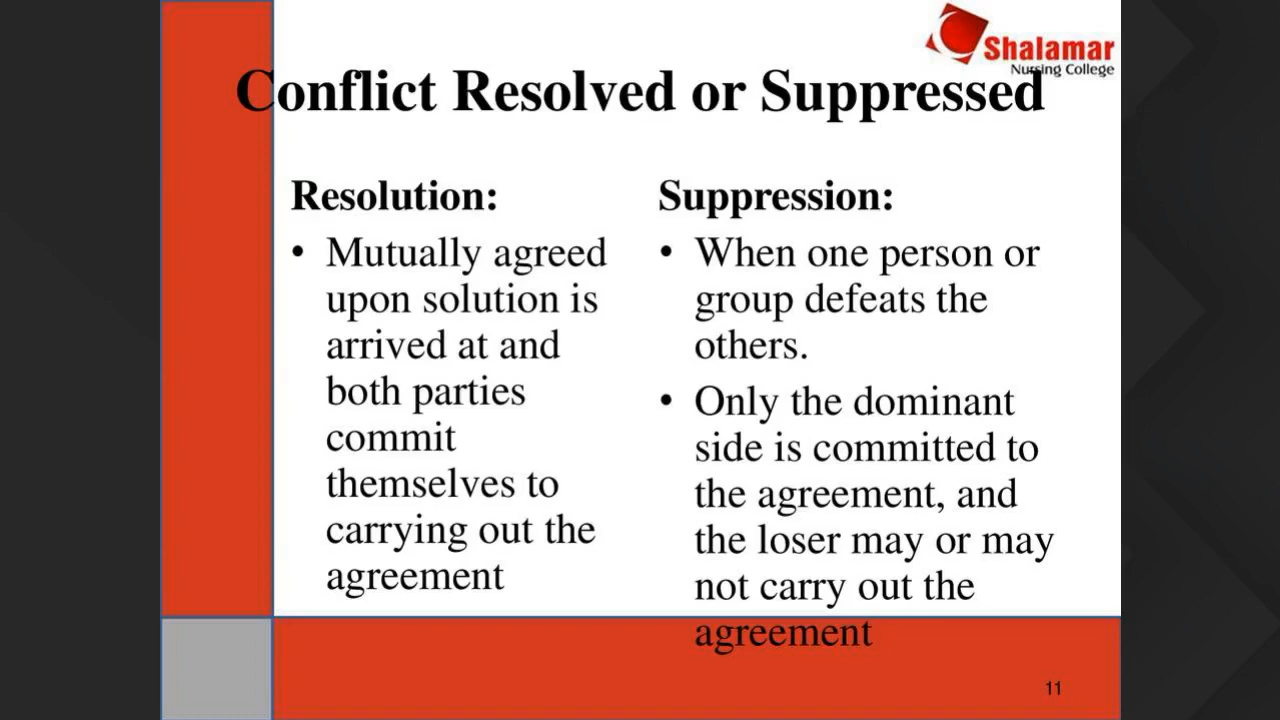 Shalamar
Nursing College
Conflict Resolved or Suppressed
Resolution:
• Mutually agreed
upon solution is
arrived at and
both parties
commit
themselves to
carrying out the
agreement
Suppression:
• When one person or
group defeats the
others.
• Only the dominant
side is committed to
the agreement, and
the loser may or may
not carry out the
agreement
11